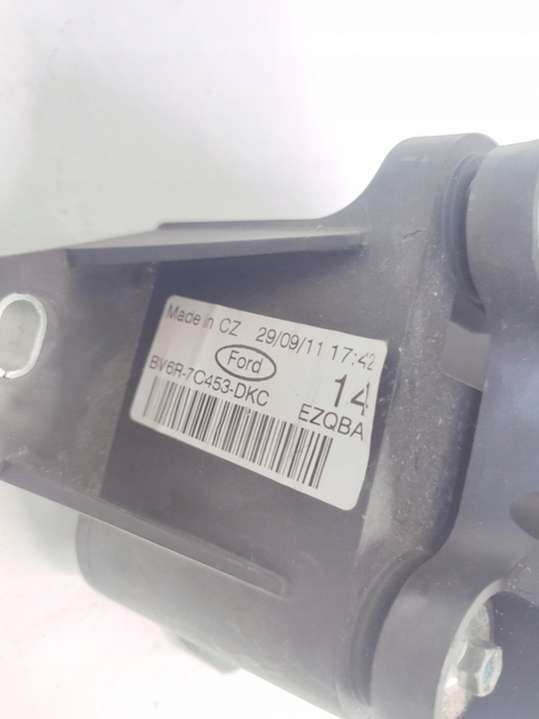 Made in CZ 29/09/11 17:42
Ford
BV6R-7C453-DKC
14
EZQBA